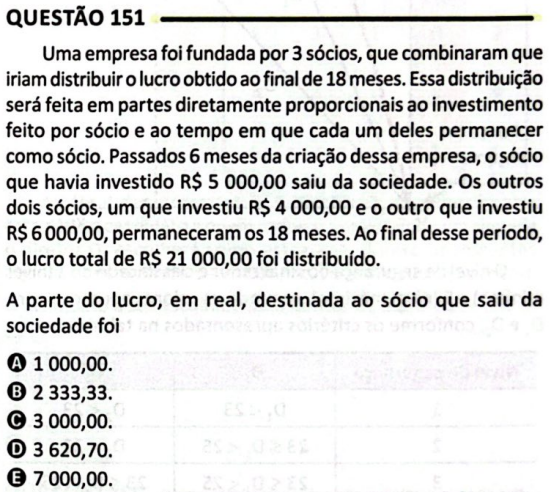 QUESTÃO 151
Uma empresa foi fundada por 3 sócios, que combinaram que
iriam distribuir o lucro obtido ao final de 18 meses. Essa distribuição
será feita em partes diretamente proporcionais ao investimento
feito por sócio e ao tempo em que cada um deles permanecer
como sócio. Passados 6 meses da criação dessa empresa, o sócio
que havia investido R$ 5 000,00 saiu da sociedade. Os outros
dois sócios, um que investiu R$ 4 000,00 e o outro que investiu
R$ 6 000,00, permaneceram os 18 meses. Ao final desse período,
o lucro total de R$ 21 000,00 foi distribuído.
A parte do lucro, em real, destinada ao sócio que saiu da
sociedade foi
A 1 000,00.
B 2 333,33.
C 3 000,00.
D 3 620,70.
E 7 000,00.